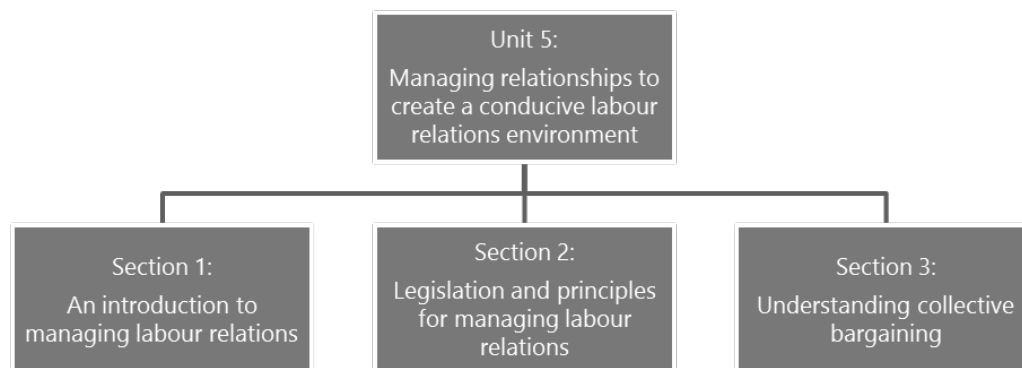 Unit 5:
Managing relationships to
create a conducive labour
relations environment
Section 1:
An introduction to
managing labour relations
Section 2:
Legislation and principles
for managing labour
relations
Section 3:
Understanding collective
bargaining